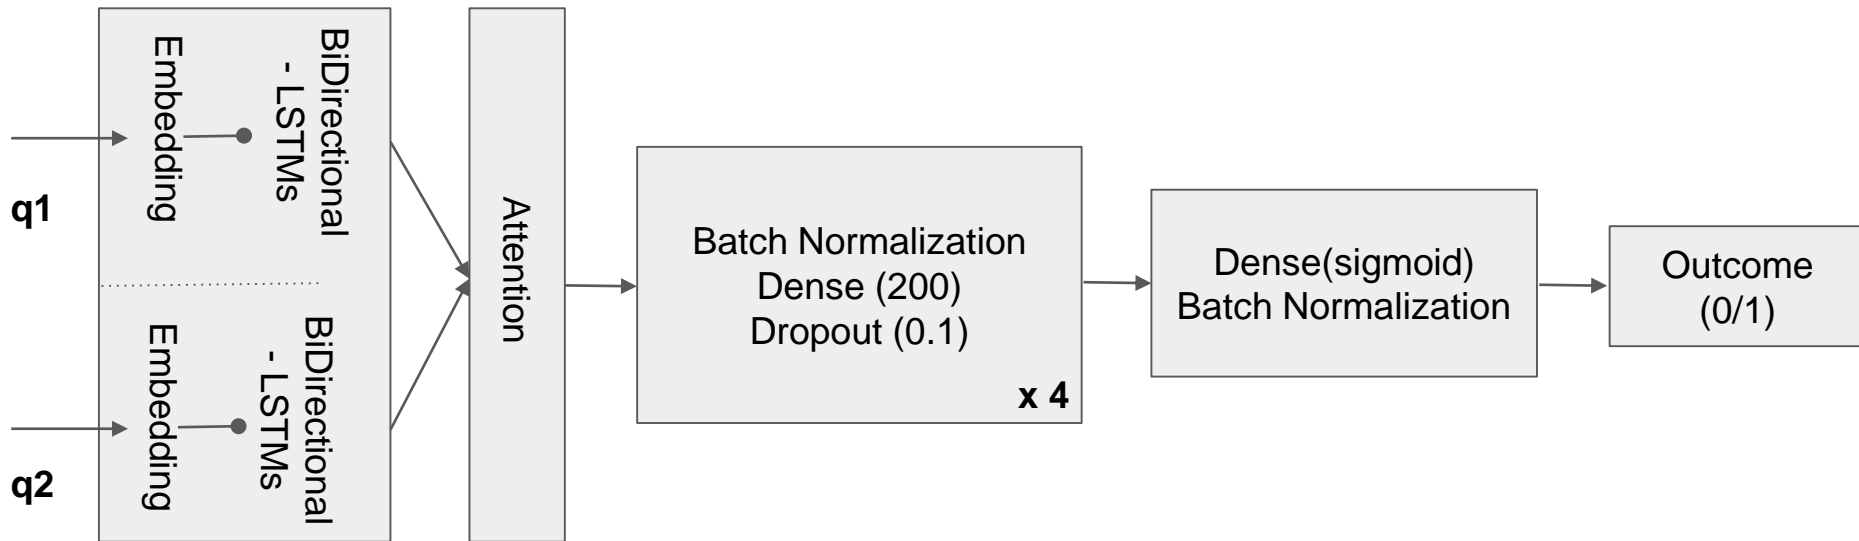 q1
Embedding
BiDirectional
- LSTMs
q2
Embedding
BiDirectional
- LSTMs
Attention
Batch Normalization
Dense (200)
Dropout (0.1)
x 4
Dense(sigmoid)
Batch Normalization
Outcome
(0/1)